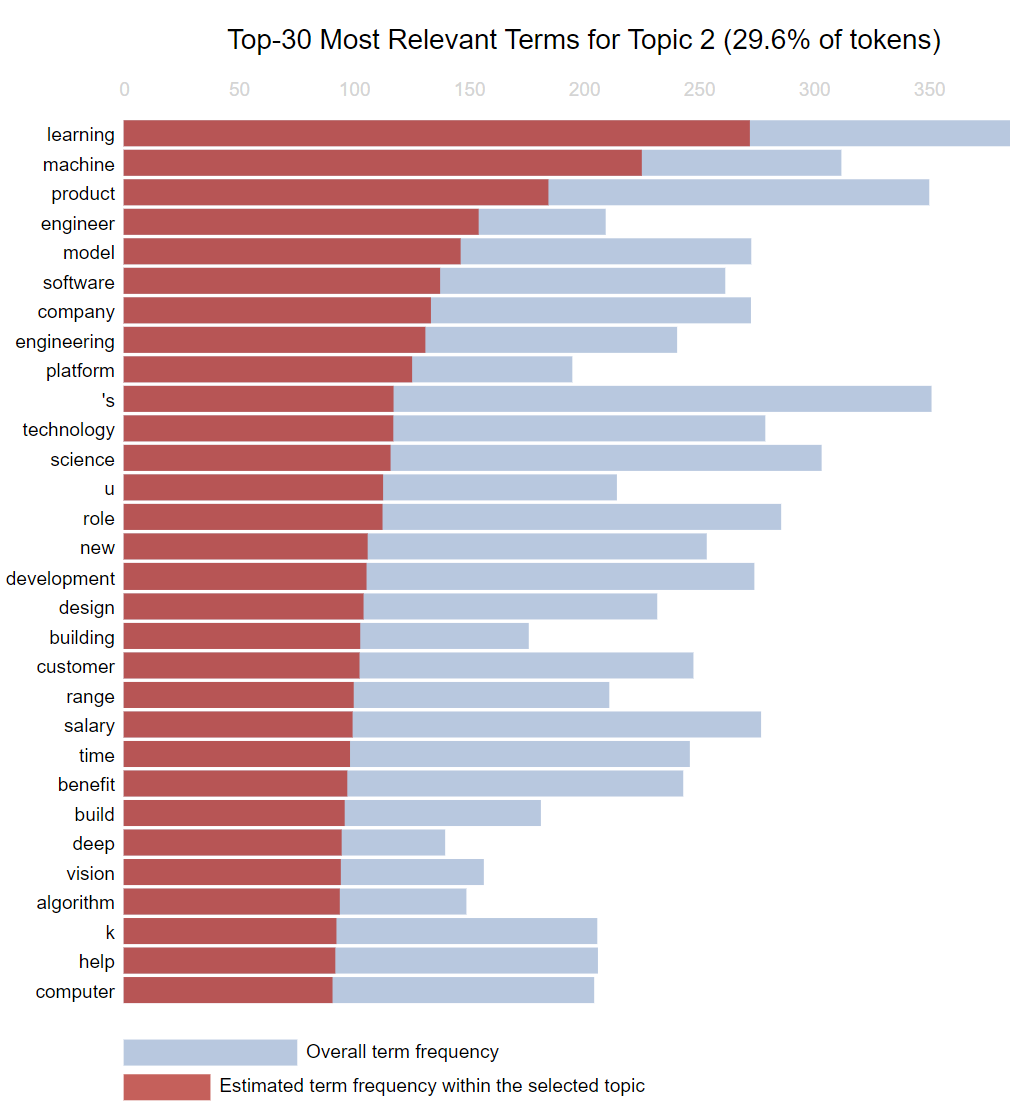 Top-30 Most Relevant Terms for Topic 2 (29.6% of tokens)
0 50 100 150 200 250 300 350
learning
machine
product
engineer
model
software
company
engineering
platform
's
technology
science
u
role
new
development
design
building
customer
range
salary
time
benefit
build
deep
vision
algorithm
k
help
computer
Overall term frequency
Estimated term frequency within the selected topic